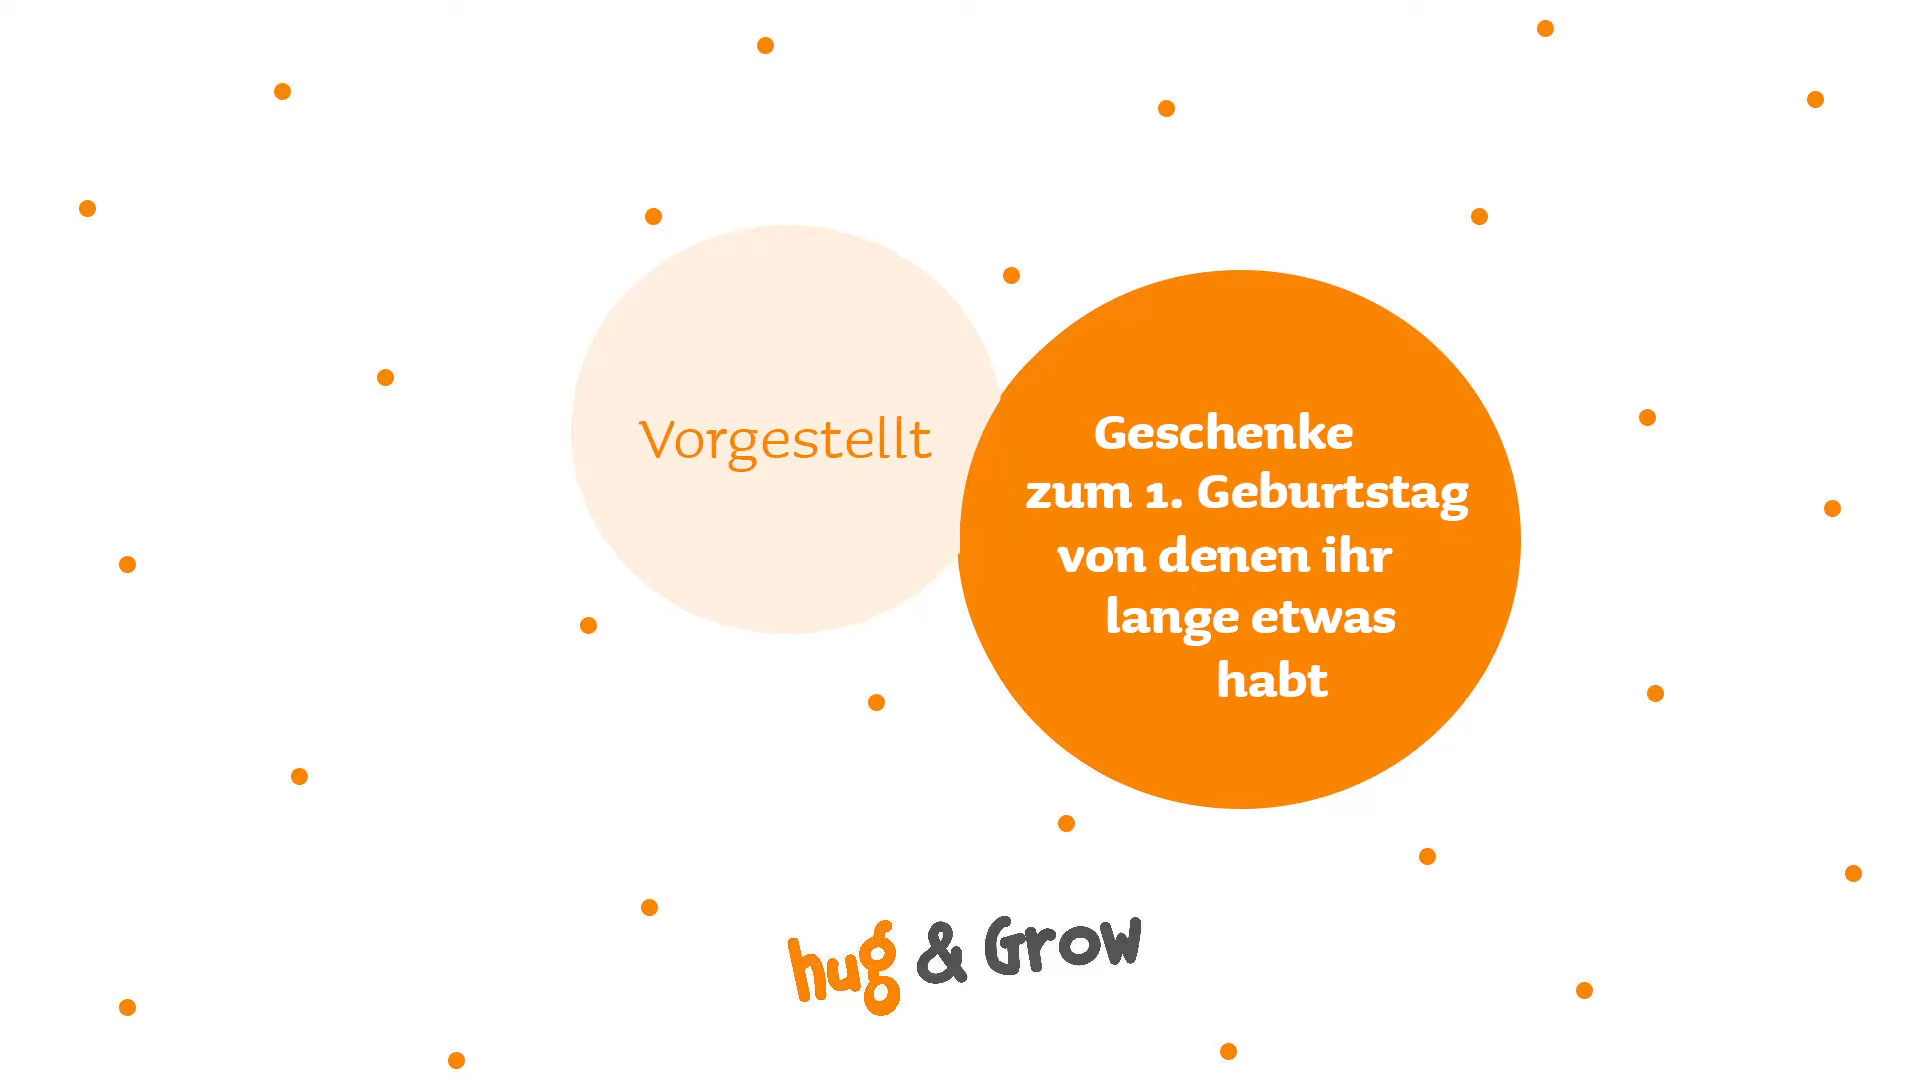 Vorgestellt
Geschenke
zum 1. Geburtstag
von denen ihr
lange etwas
habt
hug & Grow